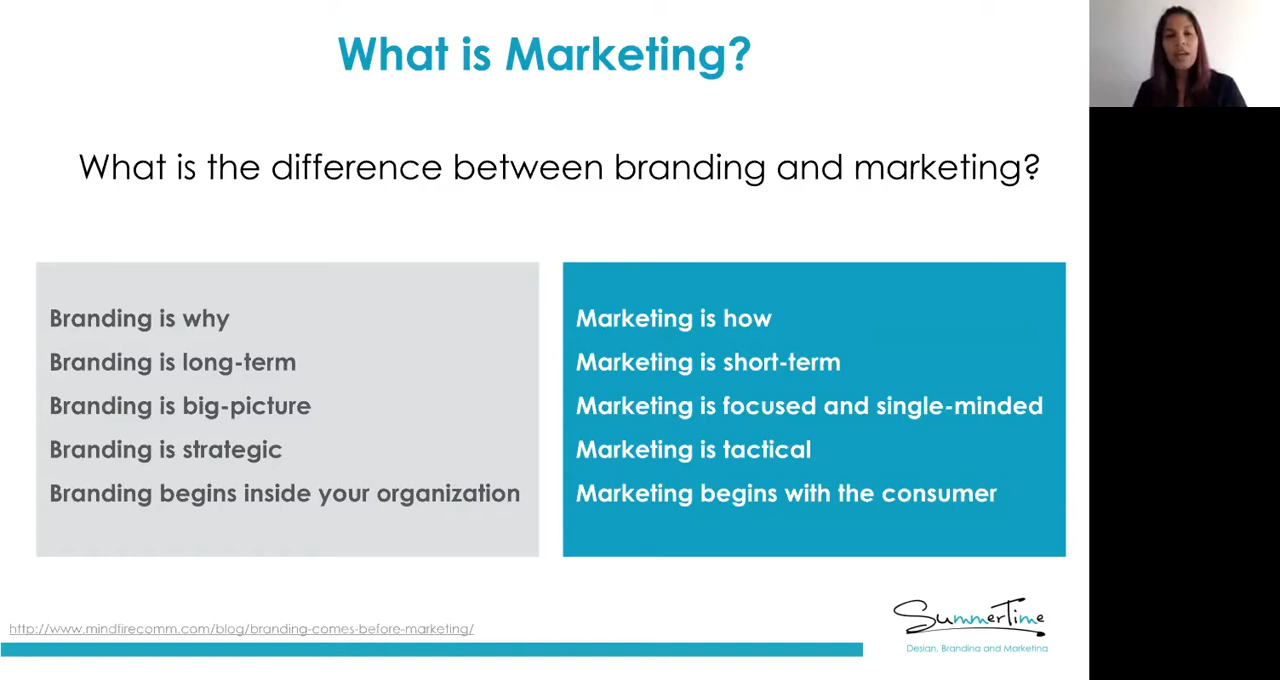 What is Marketing?
What is the difference between branding and marketing?
Branding is why
Branding is long-term
Branding is big-picture
Branding is strategic
Branding begins inside your organization
Marketing is how
Marketing is short-term
Marketing is focused and single-minded
Marketing is tactical
Marketing begins with the consumer
http://www.mindfirecomm.com/blog/branding-comes-before-marketing/
SummerTime
Design, Branding and Marketing